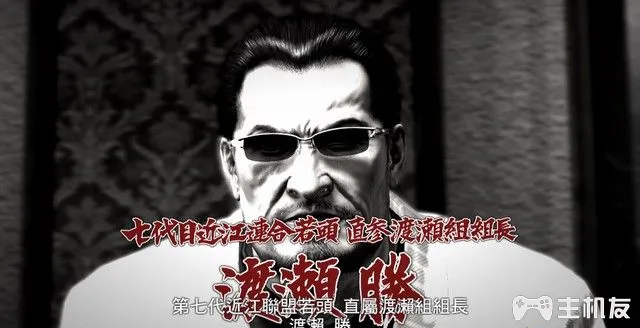 七代目近江連合若頭 直参渡瀬組組長
渡瀬 勝
第七代近江聯盟若頭 直屬渡瀨組組長
渡瀨 勝
主机友